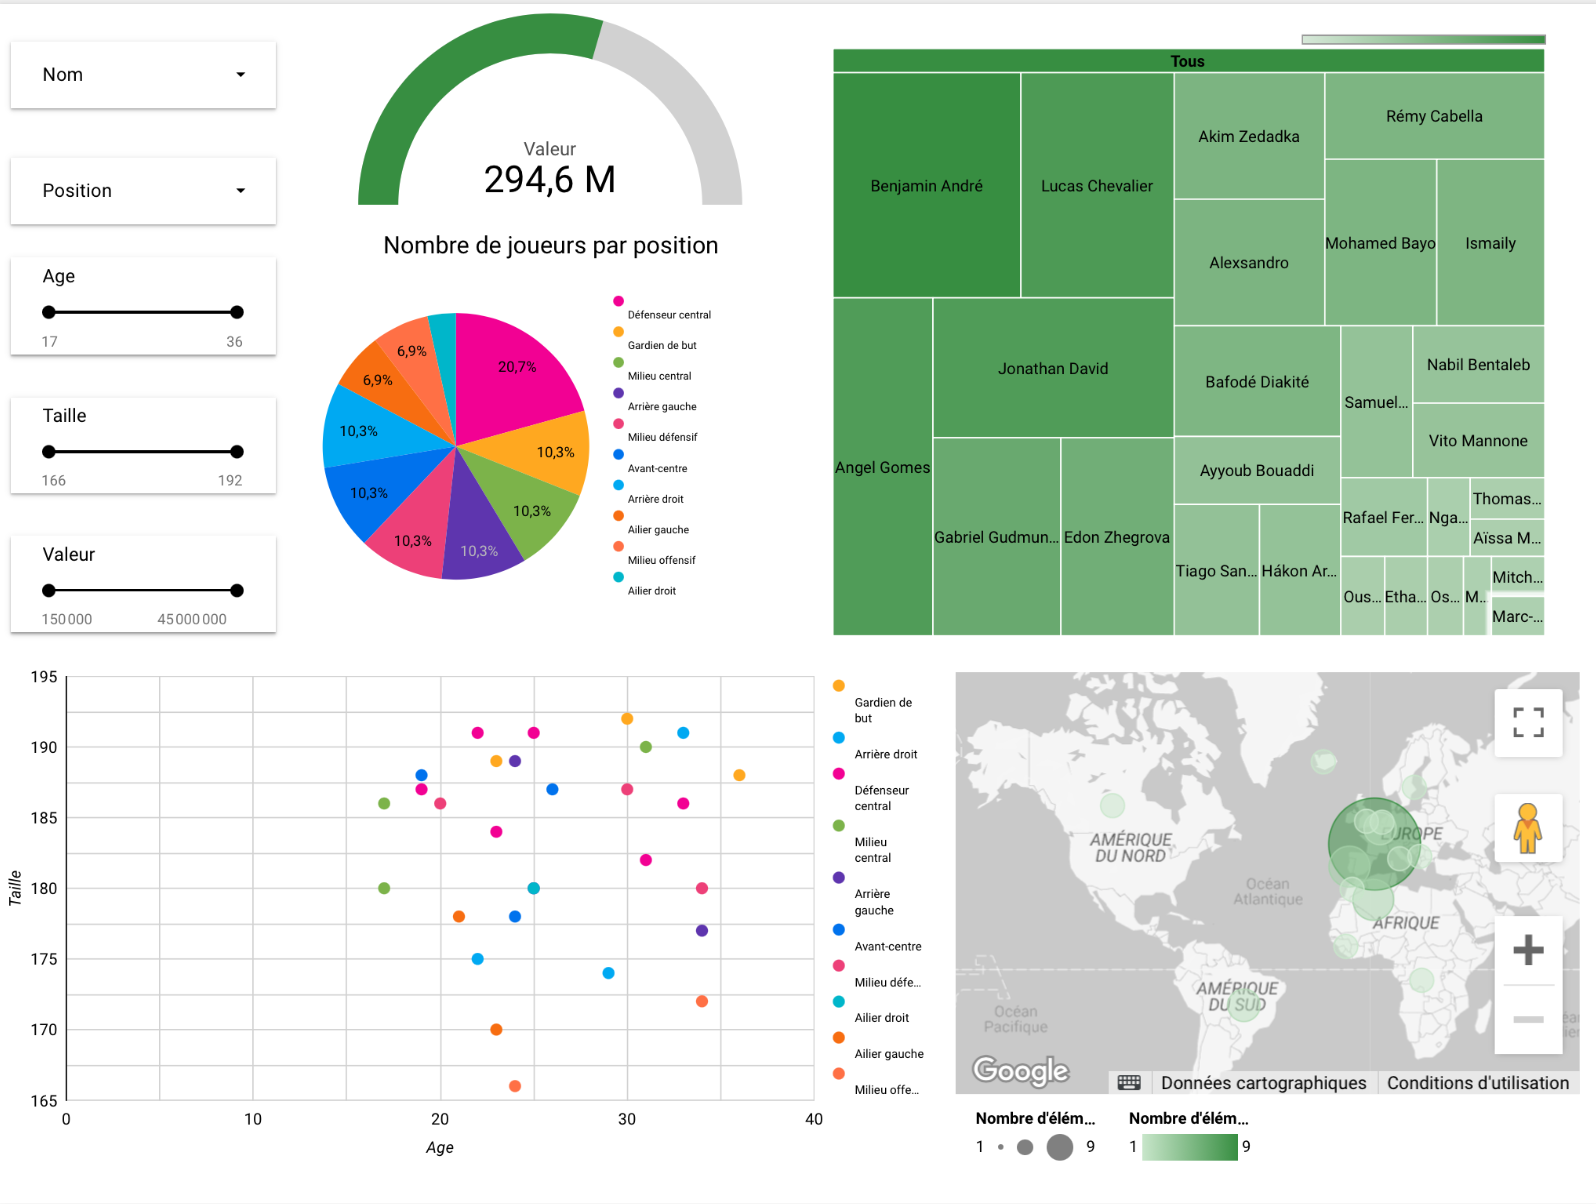 Nom
Position
Age
17 36
Taille
166 192
Valeur
150 000 45 000 000
Valeur
294,6 M
Nombre de joueurs par position
20,7%
10,3%
10,3%
10,3%
10,3%
10,3%
10,3%
6,9%
6,9%
Défenseur central
Gardien de but
Milieu central
Arrière gauche
Milieu défensif
Avant-centre
Arrière droit
Ailier gauche
Milieu offensif
Ailier droit
Tous
Benjamin André
Lucas Chevalier
Akim Zedadka
Rémy Cabella
Alexsandro
Mohamed Bayo
Ismaily
Angel Gomes
Jonathan David
Gabriel Gudmun...
Edon Zhegrova
Bafodé Diakité
Samuel...
Nabil Bentaleb
Vito Mannone
Ayyoub Bouaddi
Tiago San...
Hákon Ar...
Rafael Fer...
Nga...
Thomas...
Aïssa M...
Ous...
Etha...
Os...
M...
Mitch...
Marc-...
195
190
185
180
175
170
165
Taille
0 10 20 30 40
Age
Gardien de
but
Arrière droit
Défenseur
central
Milieu
central
Arrière
gauche
Avant-centre
Milieu défe...
Ailier droit
Ailier gauche
Milieu offe...
AMÉRIQUE
DU NORD
EUROPE
Océan
Atlantique
AFRIQUE
AMÉRIQUE
DU SUD
Océan
Pacifique
Google
Données cartographiques
Conditions d'utilisation
Nombre d'élém...
1 9
Nombre d'élém...
1 9